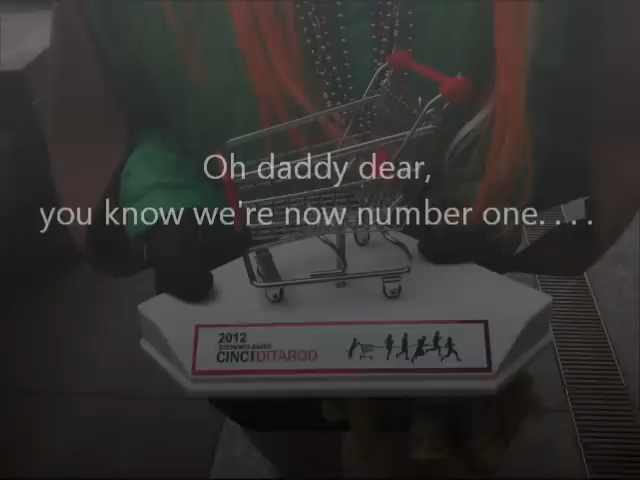 Oh daddy dear,
you know we're now number one. . . .
2012
CINCIDITAROD